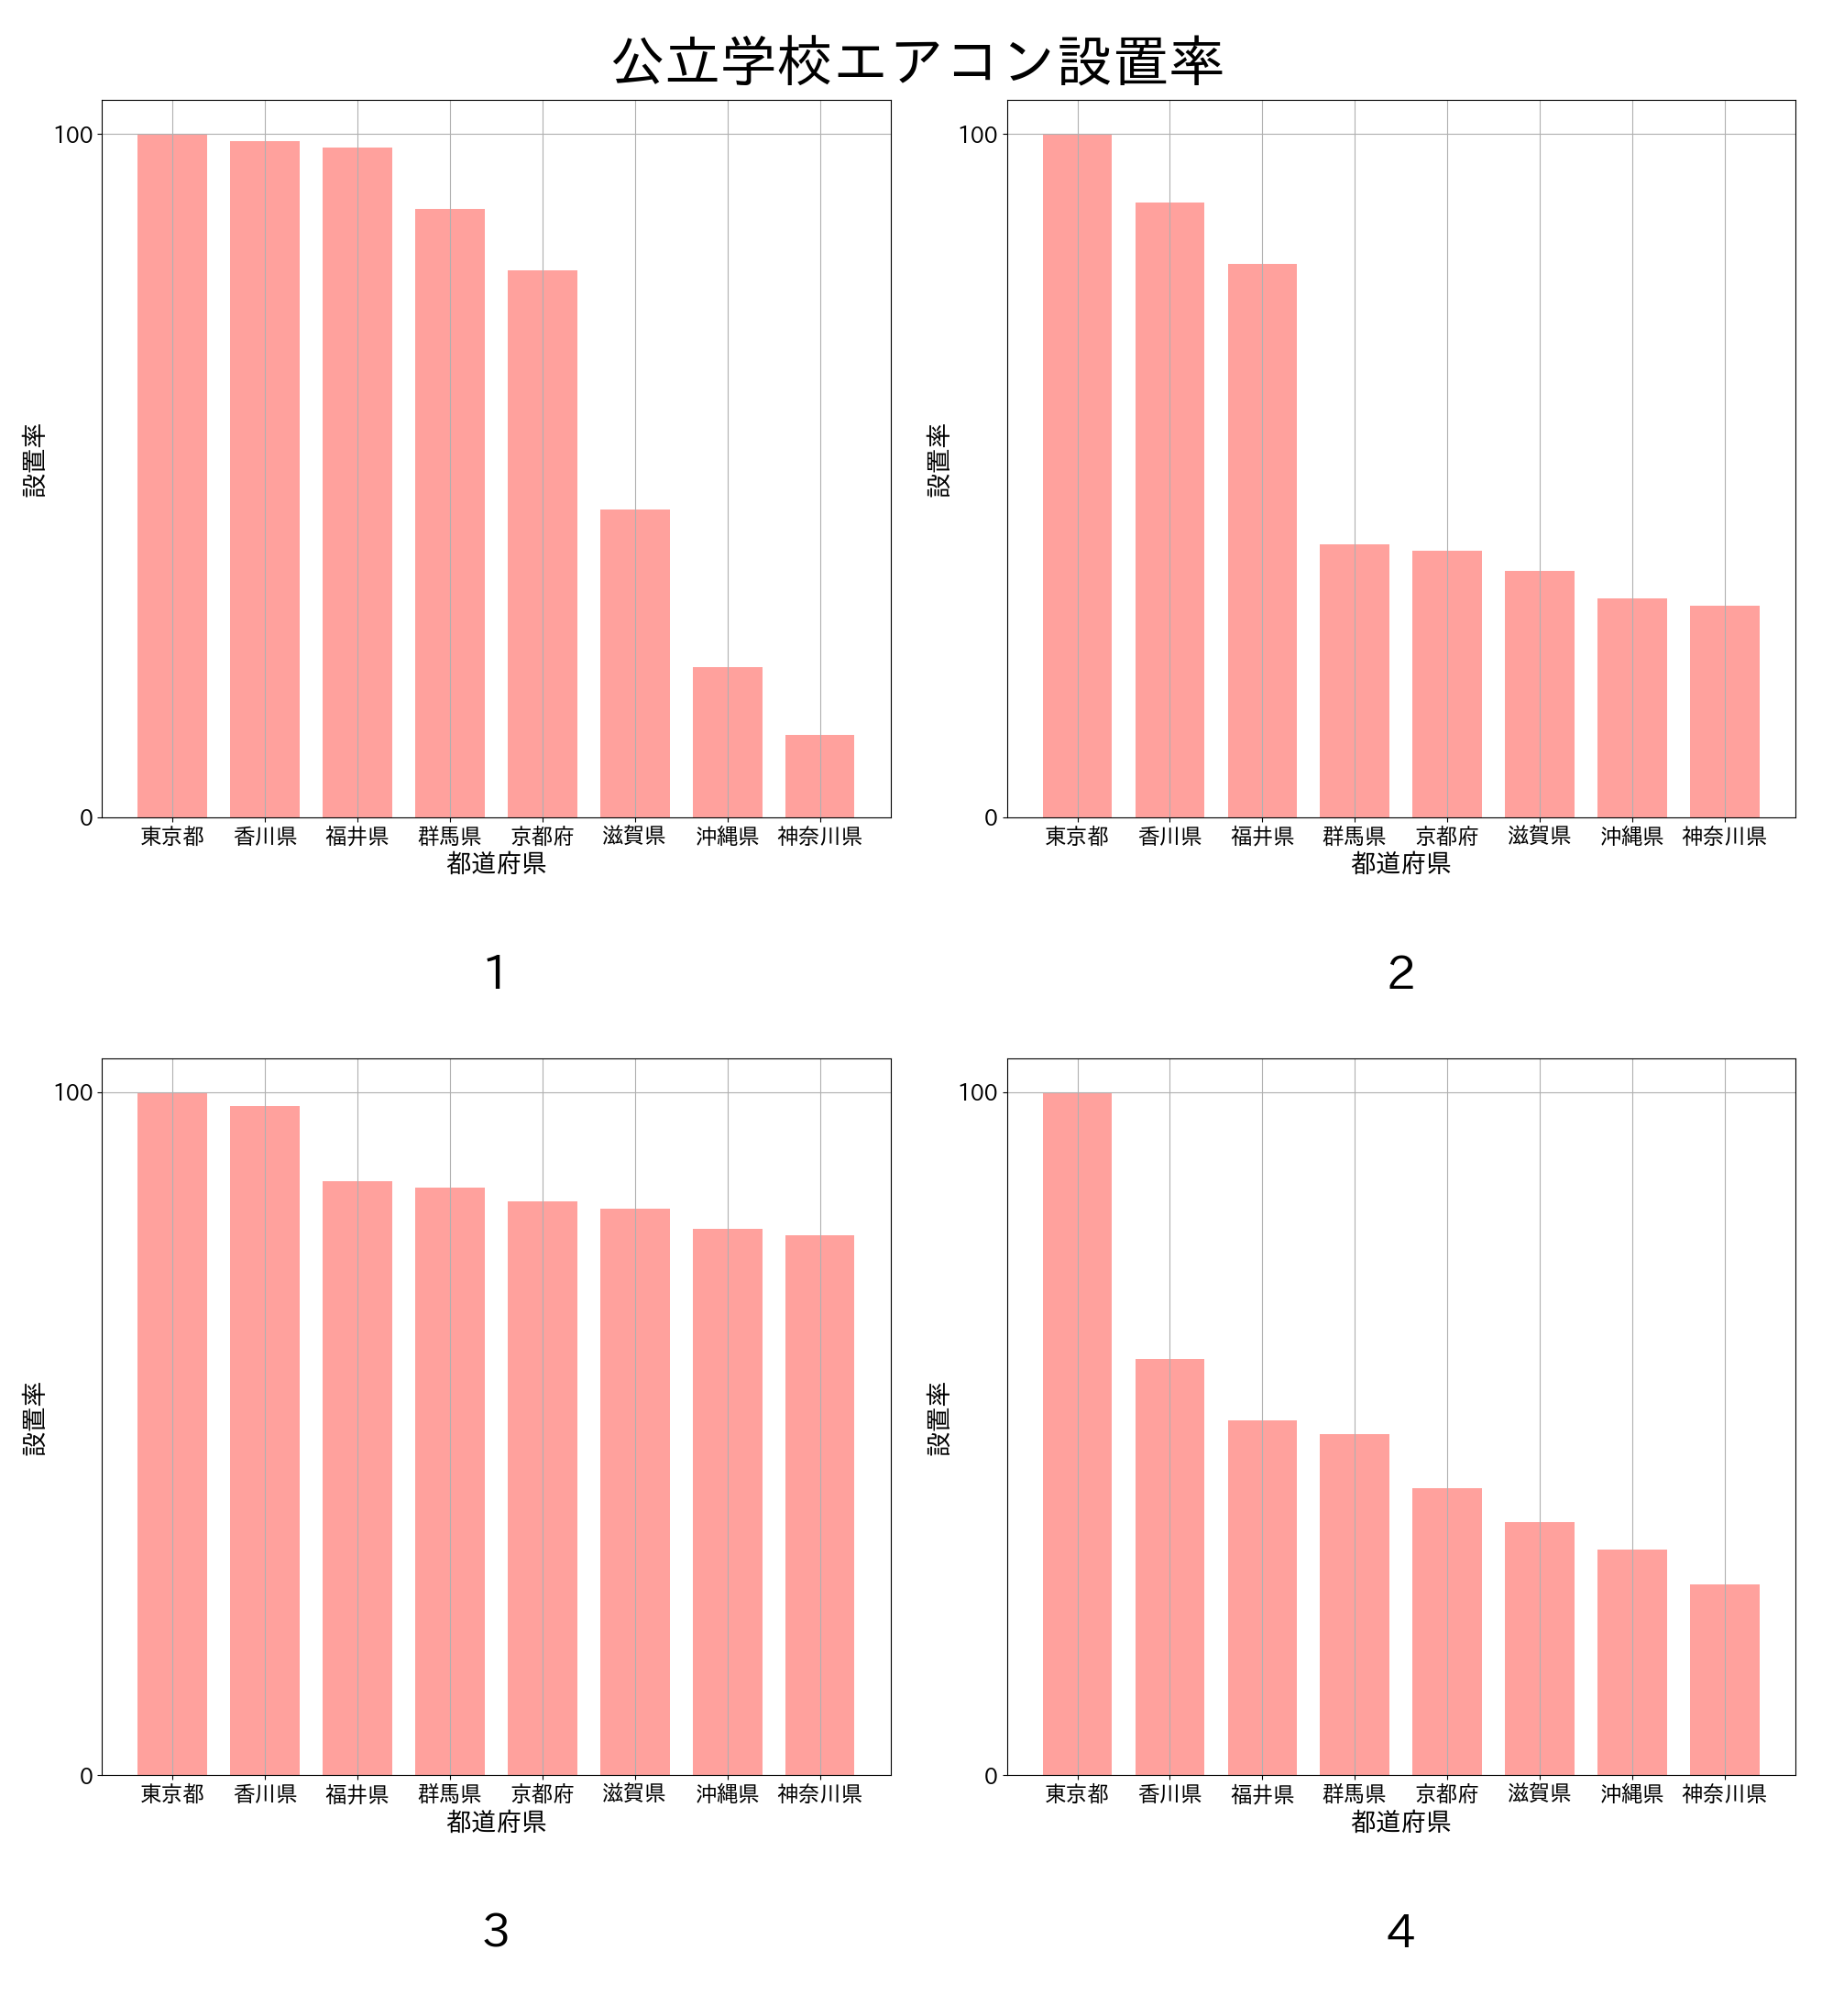 公立学校エアコン設置率
100
設置率
0
東京都 香川県 福井県 群馬県 京都府 滋賀県 沖縄県 神奈川県
都道府県
1
100
設置率
0
東京都 香川県 福井県 群馬県 京都府 滋賀県 沖縄県 神奈川県
都道府県
2
100
設置率
0
東京都 香川県 福井県 群馬県 京都府 滋賀県 沖縄県 神奈川県
都道府県
3
100
設置率
0
東京都 香川県 福井県 群馬県 京都府 滋賀県 沖縄県 神奈川県
都道府県
4